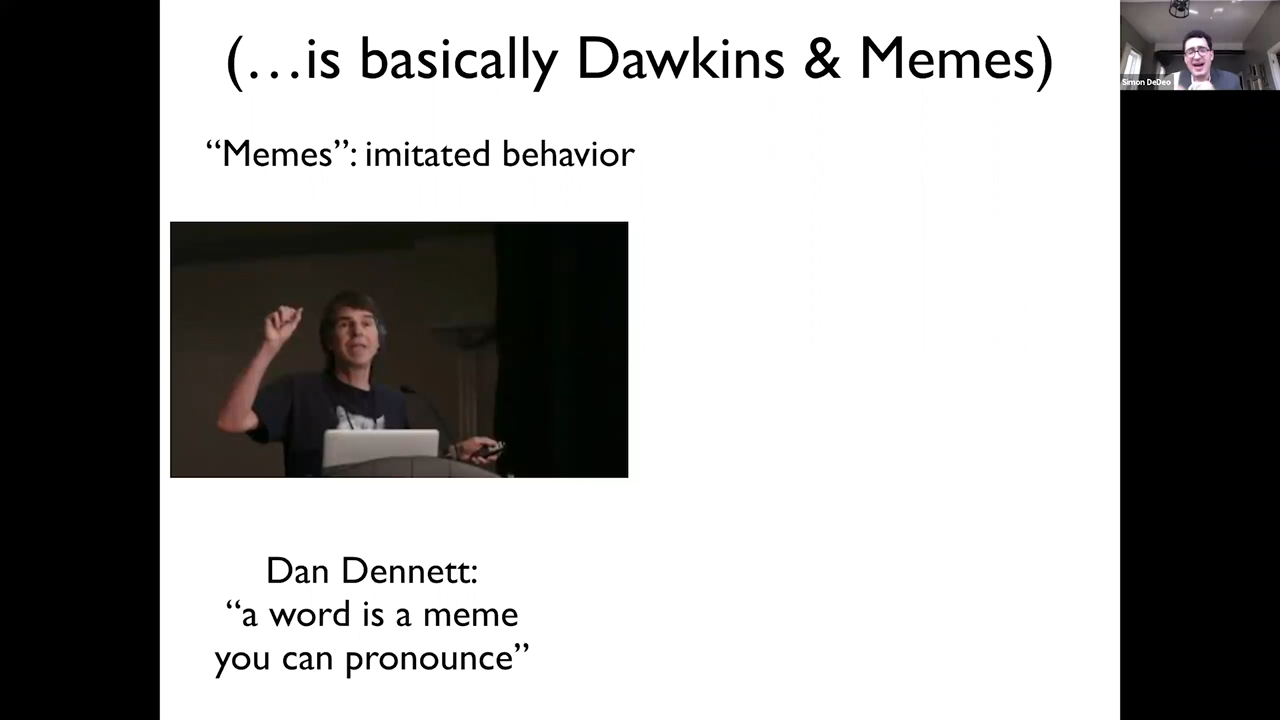 (…is basically Dawkins & Memes)
Simon DeDeo
“Memes”: imitated behavior
Dan Dennett:
“a word is a meme
you can pronounce”